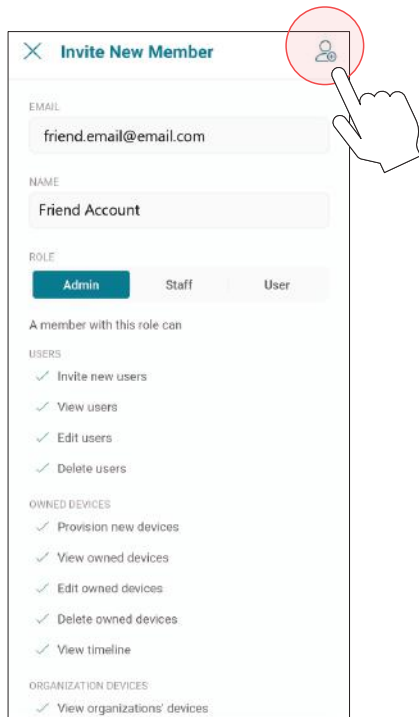 Invite New Member
EMAIL
friend.email@email.com
NAME
Friend Account
ROLE
Admin Staff User
A member with this role can
USERS
Invite new users
View users
Edit users
Delete users
OWNED DEVICES
Provision new devices
View owned devices
Edit owned devices
Delete owned devices
View timeline
ORGANIZATION DEVICES
View organizations' devices